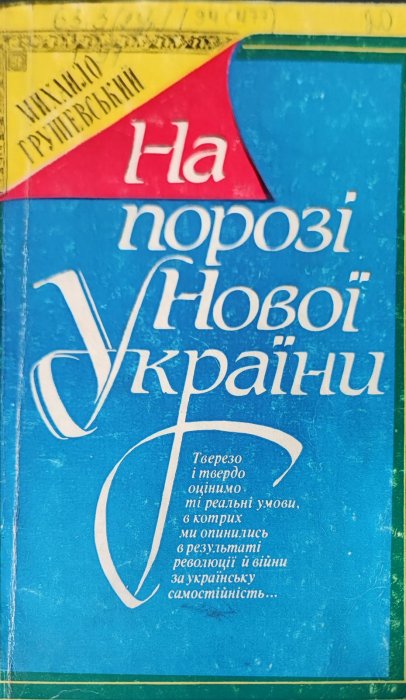 МИХАЙЛО
ГРУШЕВСЬКИЙ
На
порозі
Нової
України
Тверезо
і твердо
оцінимо
ті реальні умови,
в котрих
ми опинились
в результаті
революції й війни
за українську
самостійність...